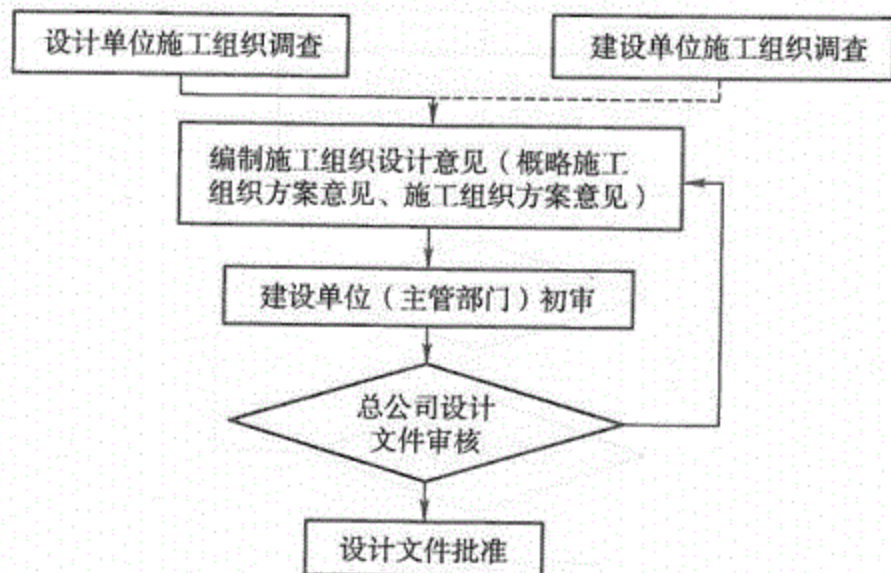 设计单位施工组织调查
建设单位施工组织调查
编制施工组织设计意见（概略施工
组织方案意见、施工组织方案意见）
建设单位（主管部门）初审
总公司设计
文件审核
设计文件批准